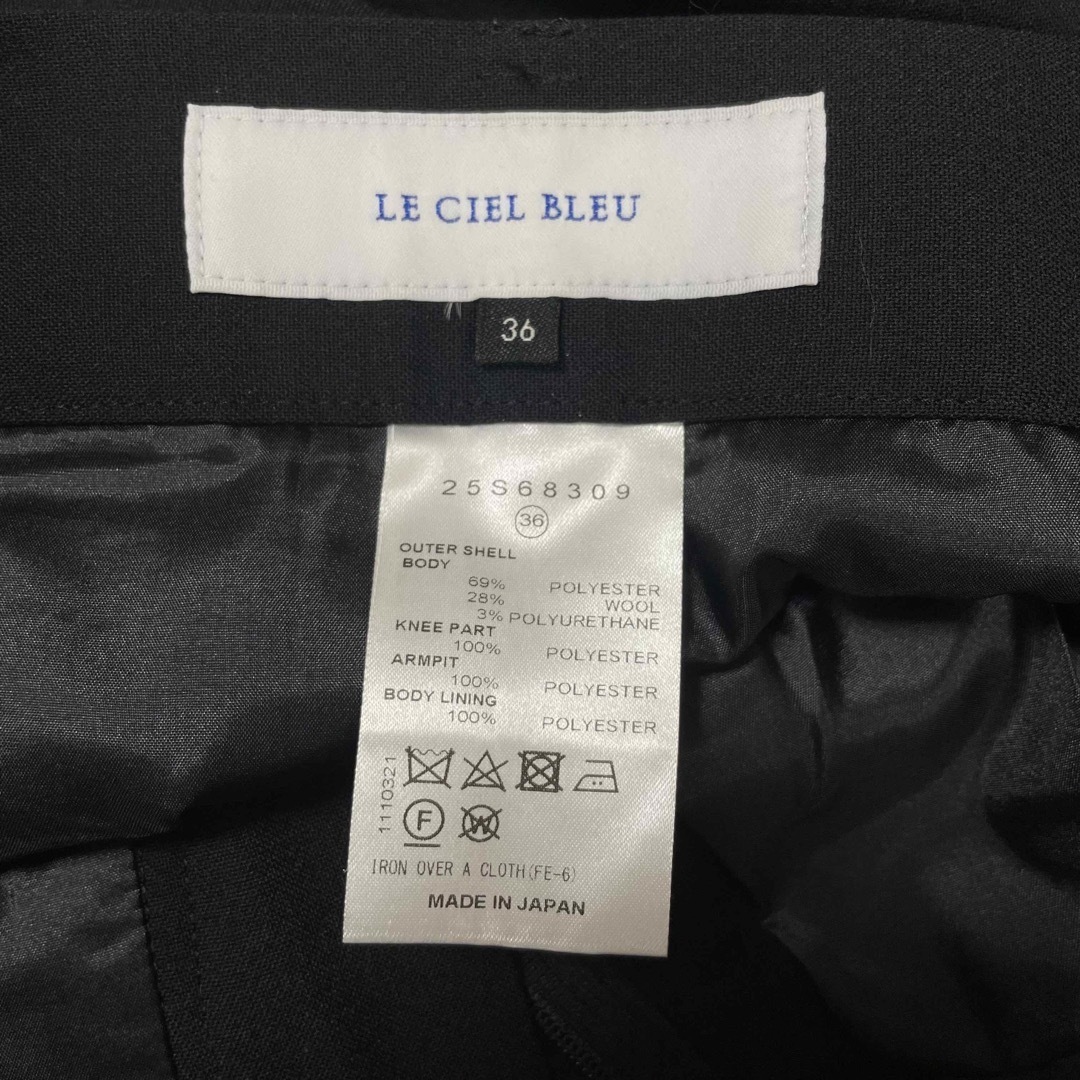 LE CIEL BLEU
36
25S68309
36
OUTER SHELL
BODY
69% POLYESTER
28% WOOL
3% POLYURETHANE
KNEE PART
100% POLYESTER
ARMPIT
100% POLYESTER
BODY LINING
100% POLYESTER
1110321
F W
IRON OVER A CLOTH(FE-6)
MADE IN JAPAN